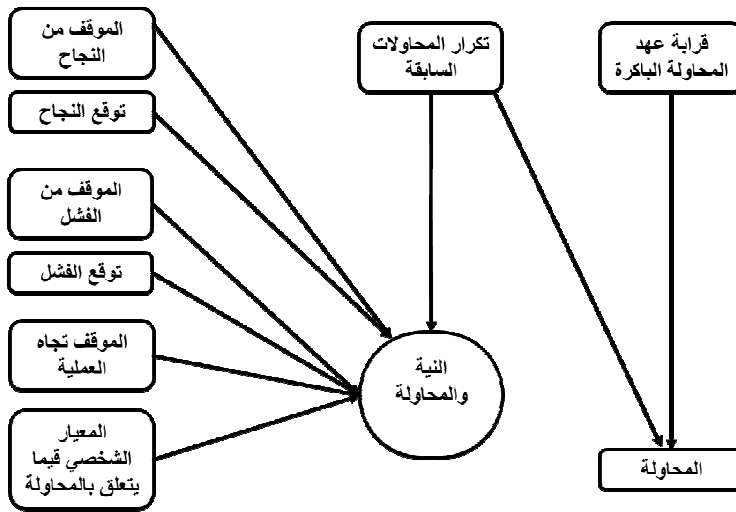 قرابة عهد
المحاولة الباكرة
تكرار المحاولات
السابقة
الموقف من
النجاح
توقع النجاح
الموقف من
الفشل
توقع الفشل
الموقف تجاه
العملية
المعيار
الشخصي قيما
يتعلق بالمحاولة
النية
والمحاولة
المحاولة